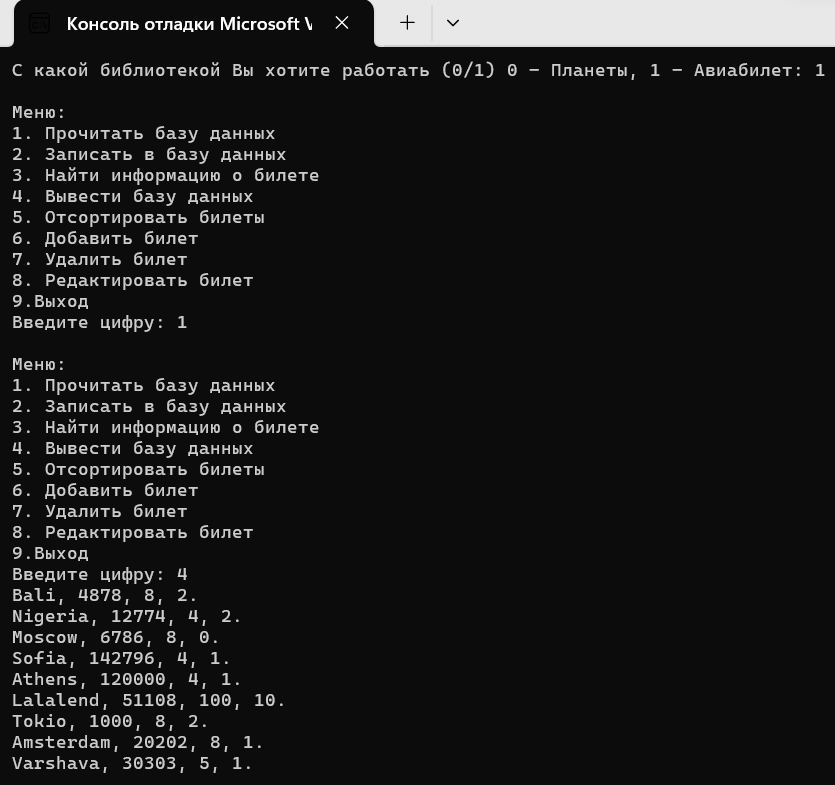 Консоль отладки Microsoft V
С какой библиотекой Вы хотите работать (0/1) 0 - Планеты, 1 - Авиабилет: 1
Меню:
1. Прочитать базу данных
2. Записать в базу данных
3. Найти информацию о билете
4. Вывести базу данных
5. Отсортировать билеты
6. Добавить билет
7. Удалить билет
8. Редактировать билет
9.Выход
Введите цифру: 1
Меню:
1. Прочитать базу данных
2. Записать в базу данных
3. Найти информацию о билете
4. Вывести базу данных
5. Отсортировать билеты
6. Добавить билет
7. Удалить билет
8. Редактировать билет
9.Выход
Введите цифру: 4
Bali, 4878, 8, 2.
Nigeria, 12774, 4, 2.
Moscow, 6786, 8, 0.
Sofia, 142796, 4, 1.
Athens, 120000, 4, 1.
Lalalend, 51108, 100, 10.
Tokio, 1000, 8, 2.
Amsterdam, 20202, 8, 1.
Varshava, 30303, 5, 1.